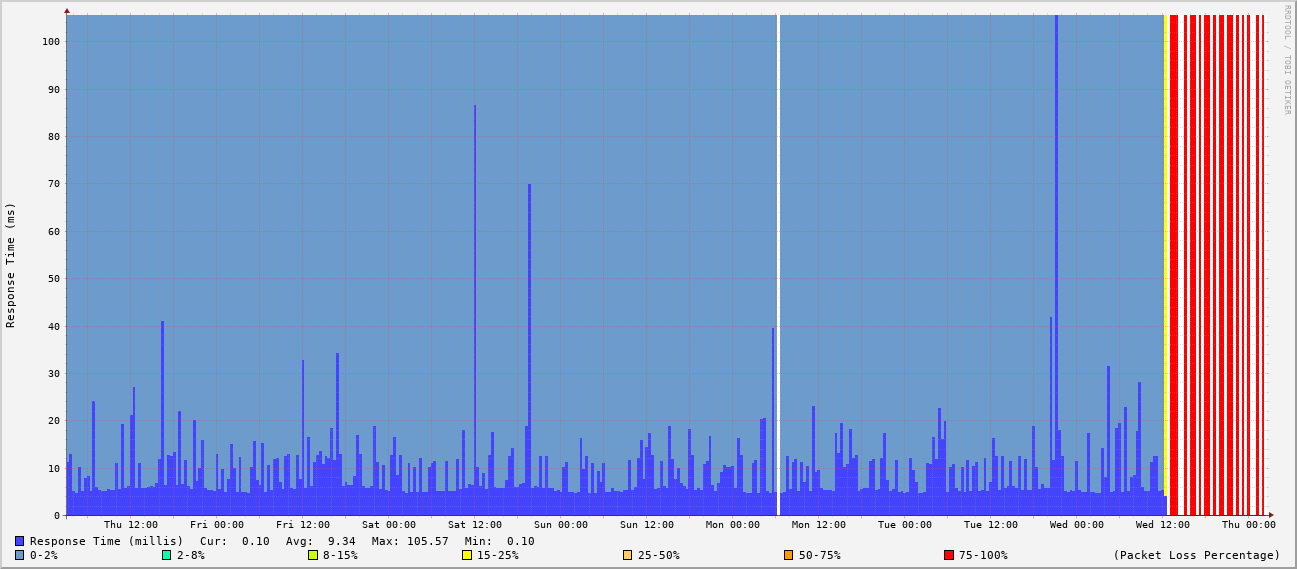 RRDTOOL / TOBI OETIKER
Response Time (ms)
100
90
80
70
60
50
40
30
20
10
0
Thu 12:00 Fri 00:00 Fri 12:00 Sat 00:00 Sat 12:00 Sun 00:00 Sun 12:00 Mon 00:00 Mon 12:00 Tue 00:00 Tue 12:00 Wed 00:00 Wed 12:00 Thu 00:00
Response Time (millis) Cur: 0.10 Avg: 9.34 Max: 105.57 Min: 0.10
0-2% 2-8% 8-15% 15-25% 25-50% 50-75% 75-100% (Packet Loss Percentage)